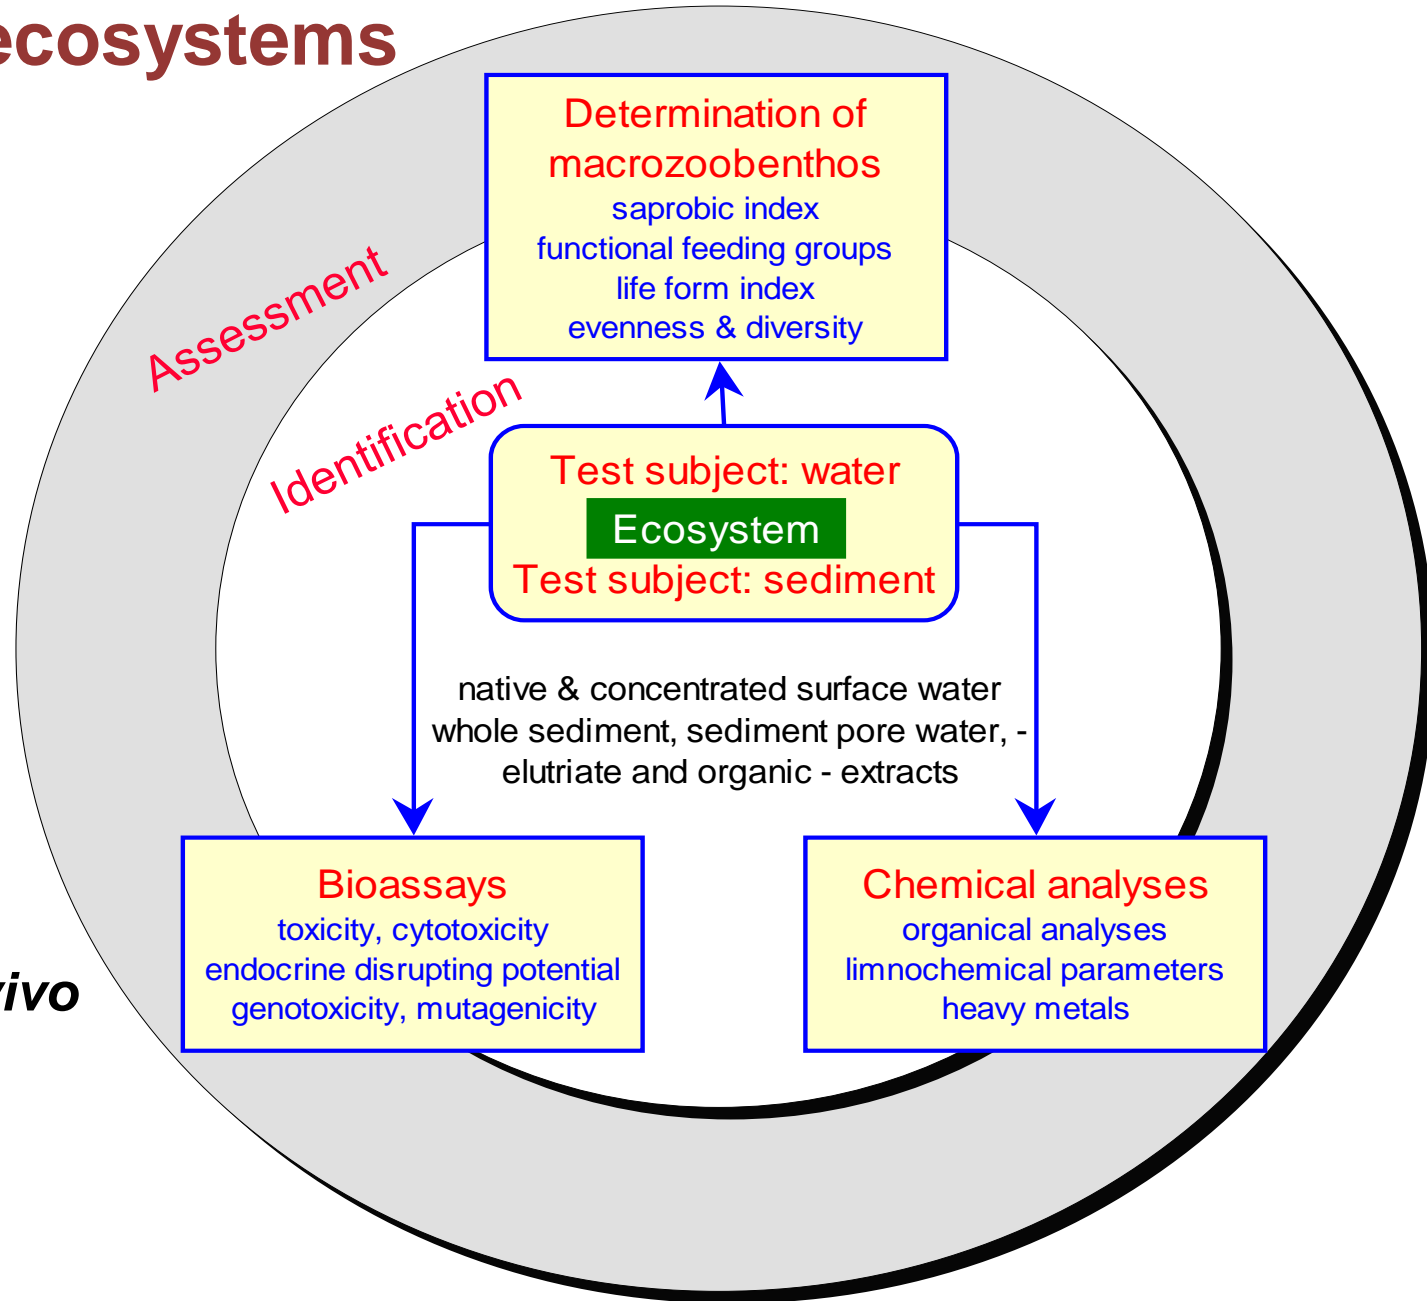 ecosystems
Determination of
macrozoobenthos
saprobic index
functional feeding groups
life form index
evenness & diversity
Assessment
Identification
Test subject: water
Ecosystem
Test subject: sediment
native & concentrated surface water
whole sediment, sediment pore water, -
elutriate and organic - extracts
Bioassays
toxicity, cytotoxicity
endocrine disrupting potential
genotoxicity, mutagenicity
Chemical analyses
organical analyses
limnochemical parameters
heavy metals
vivo